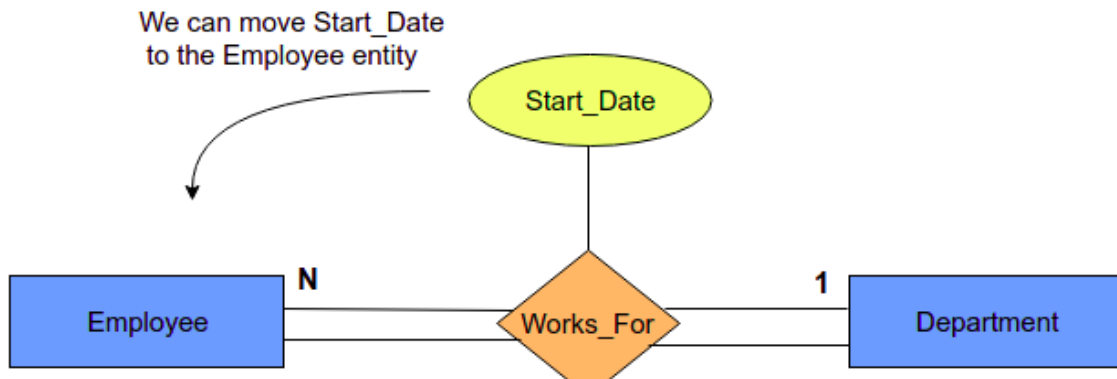 We can move Start_Date
to the Employee entity
Start_Date
N
1
Employee
Works_For
Department